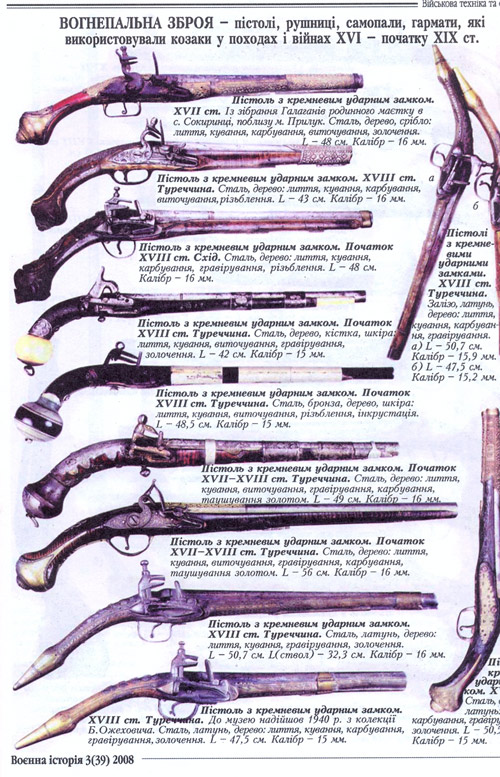 Військова техніка та
ВОГНЕПАЛЬНА ЗБРОЯ – пістолі, рушниці, самопали, гармати, які
використовували козаки у походах і війнах XVI – початку XIX ст.
Пістоль з кремневим ударним замком.
XVII ст. Із зібрання Галаганів родинного маєтку в
с. Сокиринці, поблизу м. Прилук. Сталь, дерево, срібло:
лиття, кування, карбування, виточування, золочення.
L – 48 см. Калібр – 16 мм.
Пістоль з кремневим ударним замком. XVIII ст.
Туреччина. Сталь, дерево: лиття, кування, карбування,
виточування, різьблення. L – 43 см. Калібр – 16 мм.
Пістоль з кремневим ударним замком. Початок
XVIII ст. Схід. Сталь, дерево: лиття, кування,
карбування, гравірування, різьблення. L – 48 см.
Калібр – 16 мм.
Пістоль з кремневим ударним замком. Початок
XVIII ст. Туреччина. Сталь, дерево, кістка, шкіра:
лиття, кування, виточування, гравірування,
золочення. L – 42 см. Калібр – 15 мм.
Пістоль з кремневим ударним замком. Початок
XVIII ст. Туреччина. Сталь, бронза, дерево, шкіра:
лиття, кування, виточування, різьблення, інкрустація.
L – 48,5 см. Калібр – 15 мм.
Пістоль з кремневим ударним замком. Початок
XVII–XVIII ст. Туреччина. Сталь, дерево: лиття,
кування, виточування, гравірування, карбування,
таушування золотом. L – 49 см. Калібр – 16 мм.
Пістоль з кремневим ударним замком. Початок
XVII–XVIII ст. Туреччина. Сталь, дерево: лиття,
кування, виточування, гравірування, карбування,
таушування золотом. L – 56 см. Калібр – 16 мм.
Пістоль з кремневим ударним замком.
XVIII ст. Туреччина. Сталь, латунь, дерево:
лиття, кування, гравірування, золочення.
L – 50,7 см. L(ствол) – 32,3 см. Калібр – 16 мм.
Пістоль з кремневим ударним замком.
XVIII ст. Туреччина. До музею надійшов 1940 р. з колекції
Б.Ожеховича. Сталь, латунь, дерево: лиття, кування, карбування,
гравірування, золочення. L – 47,5 см. Калібр – 15 мм.
а
б
Пістолі
з кремне-
вими
ударними
замками.
XVIII ст.
Туреччина.
Залізо, латунь,
дерево: лиття,
кування, карбуван-
ня, гравірування.
а) L – 50,7 см.
Калібр – 15,9 мм.
б) L – 47,5 см.
Калібр – 15,2 мм.
Сталь,
латунь,
карбування,
золочення. L – 50,5
Калібр – 15 мм.
Воєнна історія 3(39) 2008